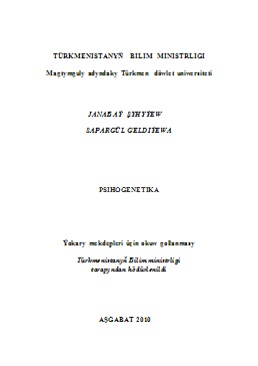 TÜRKMENISTANYŇ BILIM MINISTRLIGI
Magtymguly adyndaky Türkmen döwlet uniwersiteti
JANABAÝ ŞYHYÝEW
SAPARGÜL GELDIÝEWA
PSIHOGENETIKA
Ýokary mekdepleri üçin okuw gollanmasy
Türkmenistanyň Bilim ministrligi
tarapyndan hödürlenildi
AŞGABAT 2010